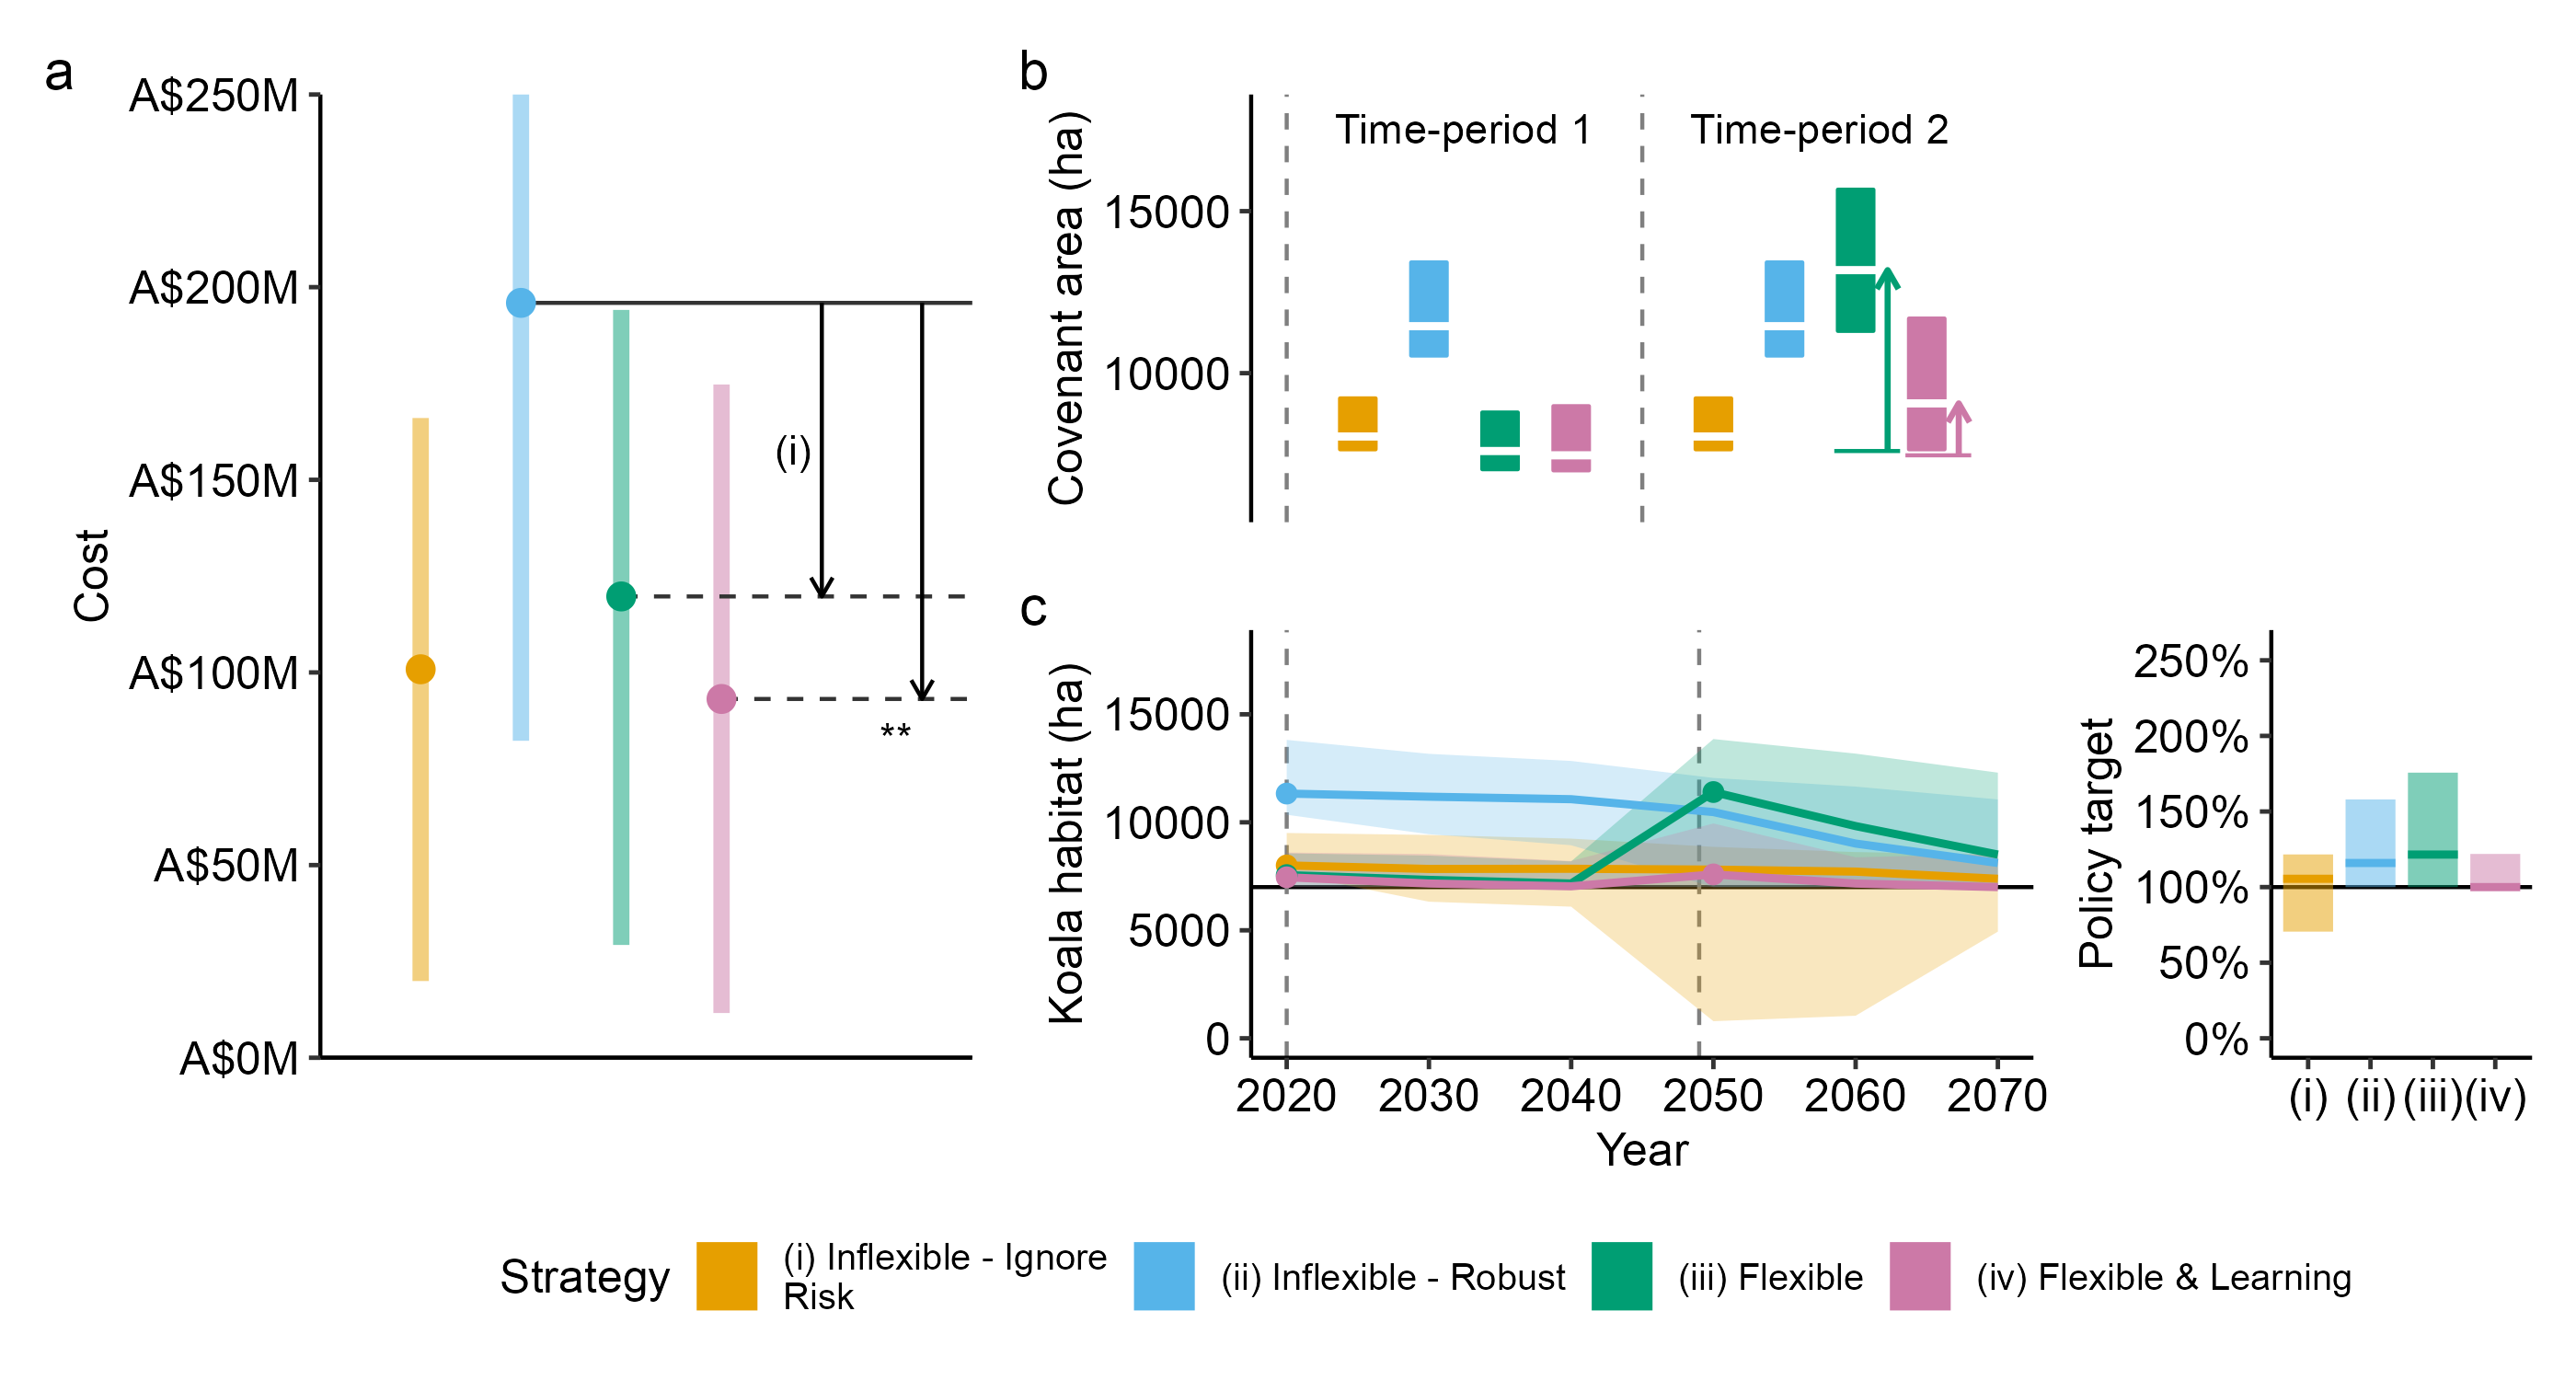 a
A$250M
A$200M
A$150M
A$100M
A$50M
A$0M
Cost
(i)
**
b
Covenant area (ha)
15000
10000
Time-period 1
Time-period 2
c
Koala habitat (ha)
15000
10000
5000
0
2020 2030 2040 2050 2060 2070
Year
Policy target
250%
200%
150%
100%
50%
0%
(i) (ii) (iii) (iv)
Strategy
(i) Inflexible - Ignore
Risk
(ii) Inflexible - Robust
(iii) Flexible
(iv) Flexible & Learning